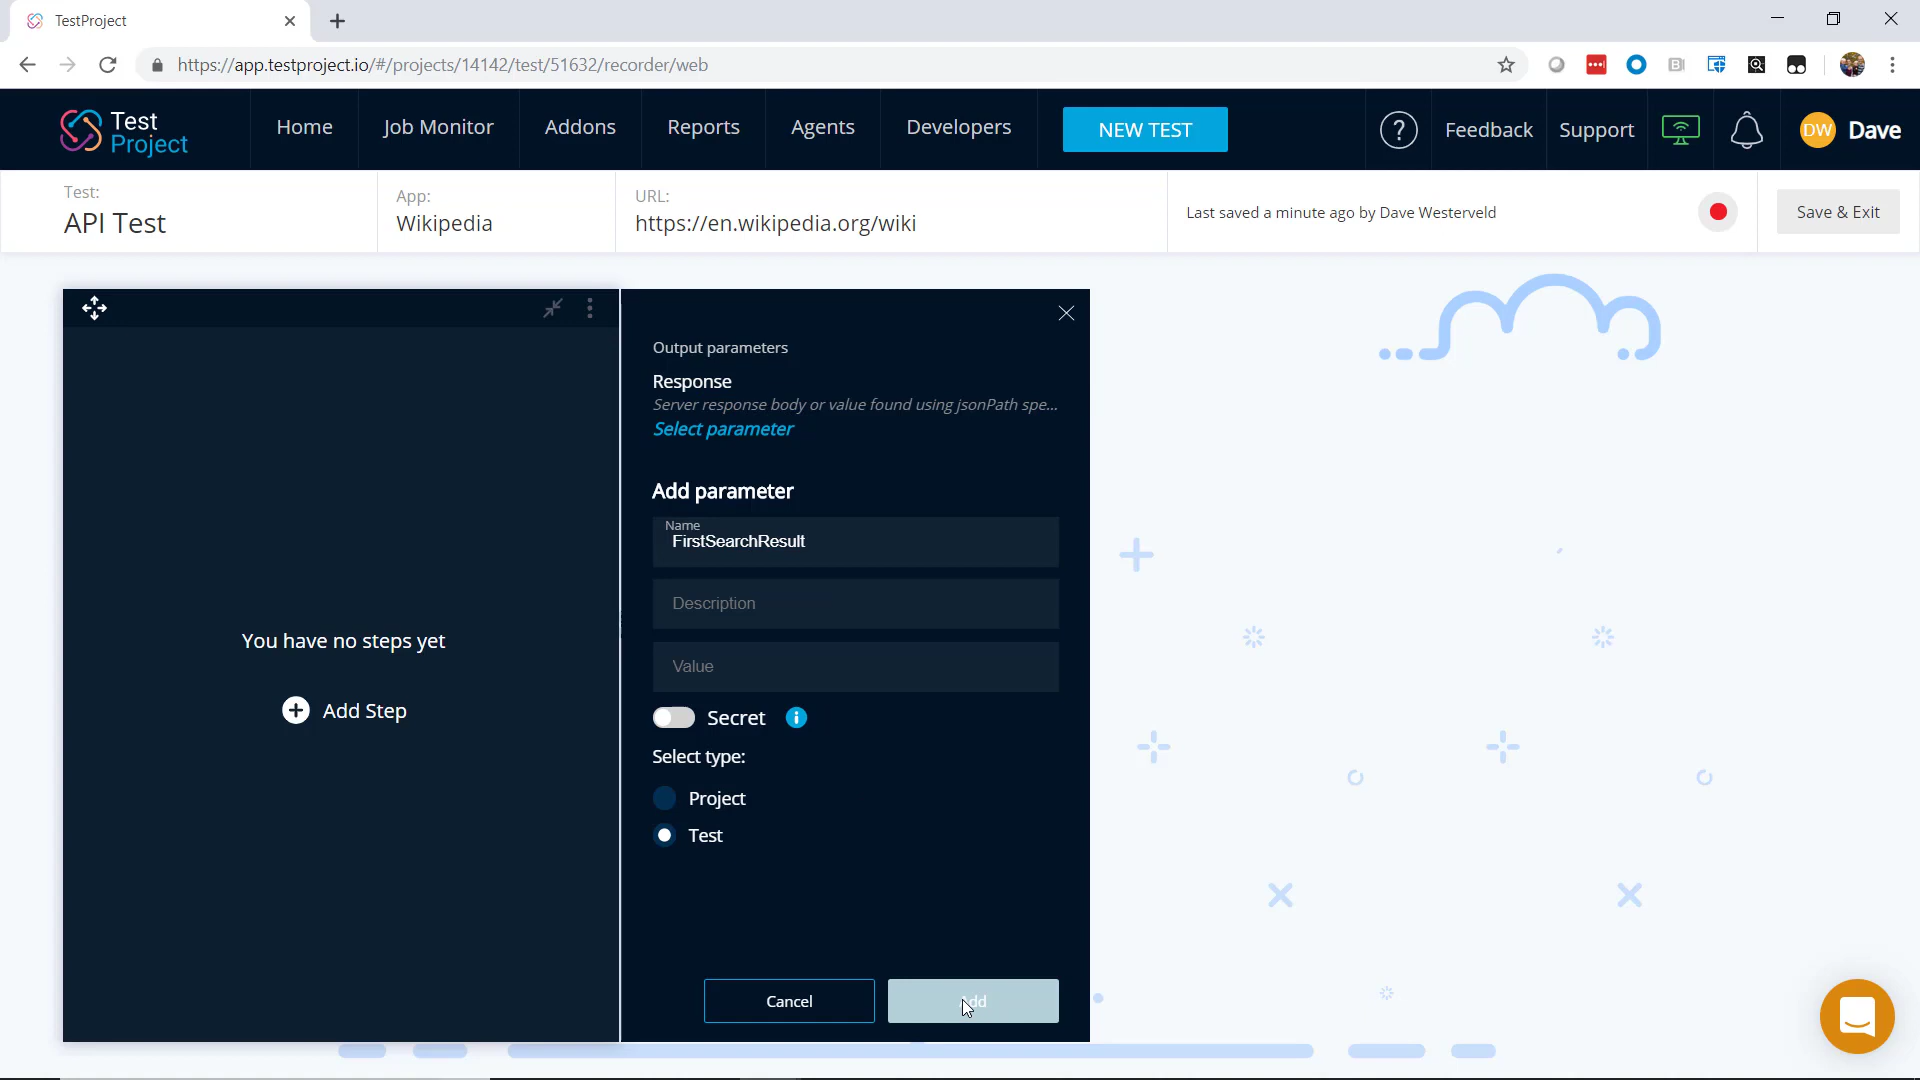 TestProject
https://app.testproject.io/#/projects/14142/test/51632/recorder/web
Test
Project
Home
Job Monitor
Addons
Reports
Agents
Developers
NEW TEST
?
Feedback
Support
DW
Dave
Test:
API Test
App:
Wikipedia
URL:
https://en.wikipedia.org/wiki
Last saved a minute ago by Dave Westerveld
Save & Exit
You have no steps yet
Add Step
Output parameters
Response
Server response body or value found using jsonPath spe...
Select parameter
Add parameter
Name
FirstSearchResult
Description
Value
Secret
Select type:
Project
Test
Cancel